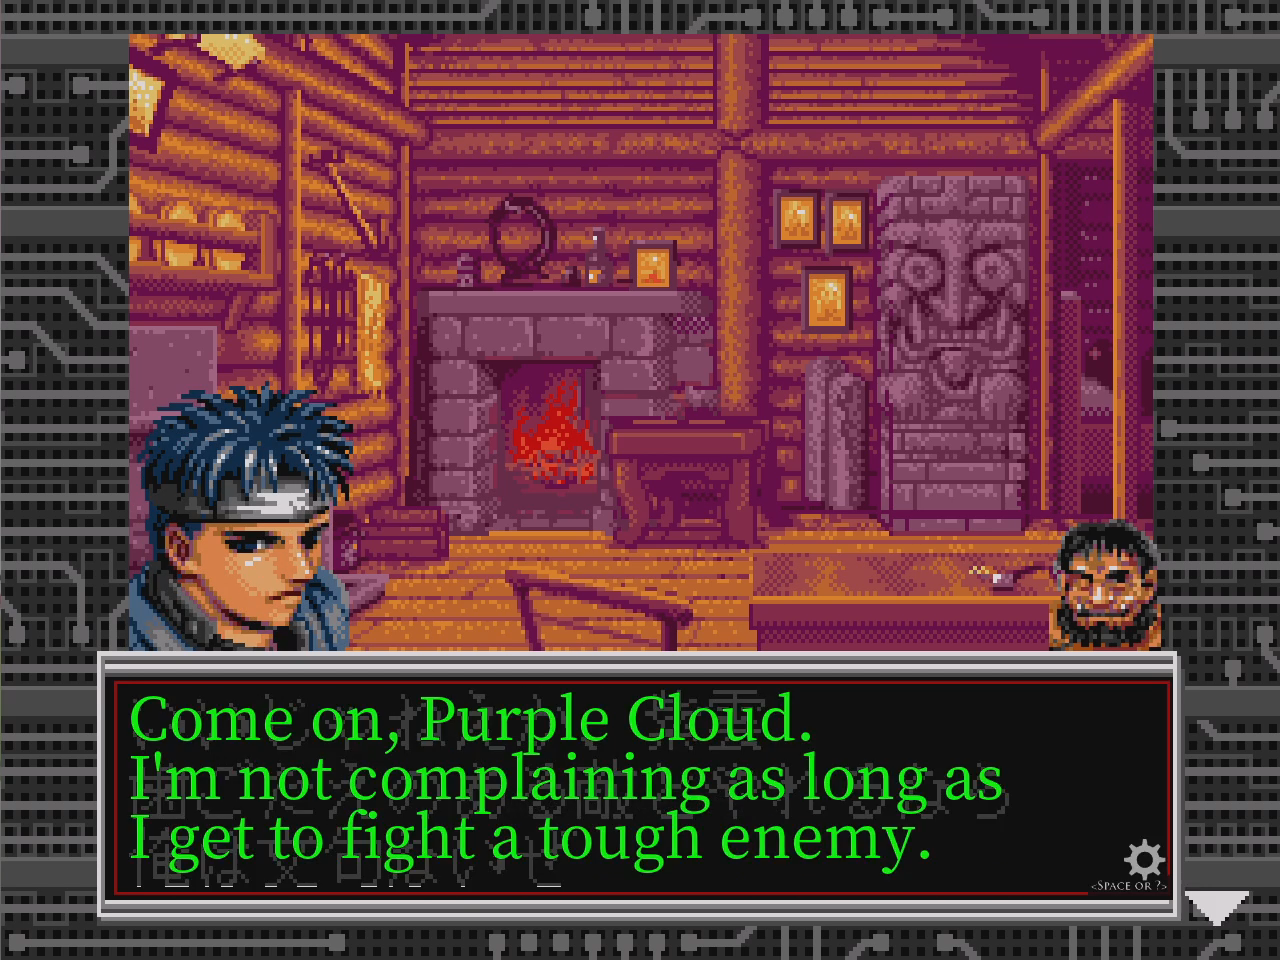 Come on, Purple Cloud.
I'm not complaining as long as
I get to fight a tough enemy.
<SPACE OR ?>